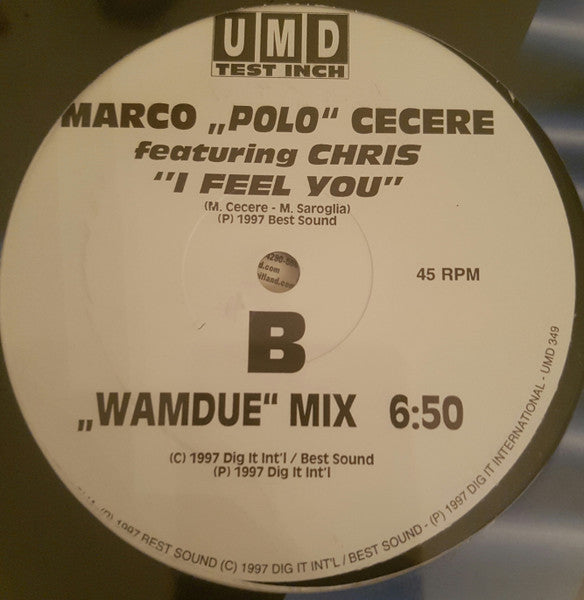 UMD
TEST INCH
MARCO „POLO“ CECERE
featuring CHRIS
“I FEEL YOU”
(M. Cecere - M. Saroglia)
(P) 1997 Best Sound
45 RPM
B
„WAMDUE“ MIX 6:50
(C) 1997 Dig It Int'l / Best Sound
(P) 1997 Dig It Int'l
(P) 1997 BEST SOUND (C) 1997 DIG IT INT'L / BEST SOUND - (P) 1997 DIG IT INTERNATIONAL - UMD 349